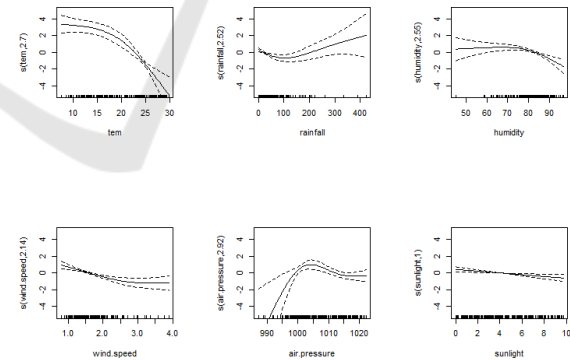 s(tem,2.7)
4
2
0
-2
-4
10 15 20 25 30
tem
s(rainfall,2.52)
4
2
0
-2
-4
0 100 200 300 400
rainfall
s(humidity,2.55)
4
2
0
-2
-4
50 60 70 80 90
humidity
s(wind.speed,2.14)
4
2
0
-2
-4
1.0 2.0 3.0 4.0
wind.speed
s(air.pressure,2.92)
4
2
0
-2
-4
990 1000 1010 1020
air.pressure
s(sunlight,1)
4
2
0
-2
-4
0 2 4 6 8 10
sunlight